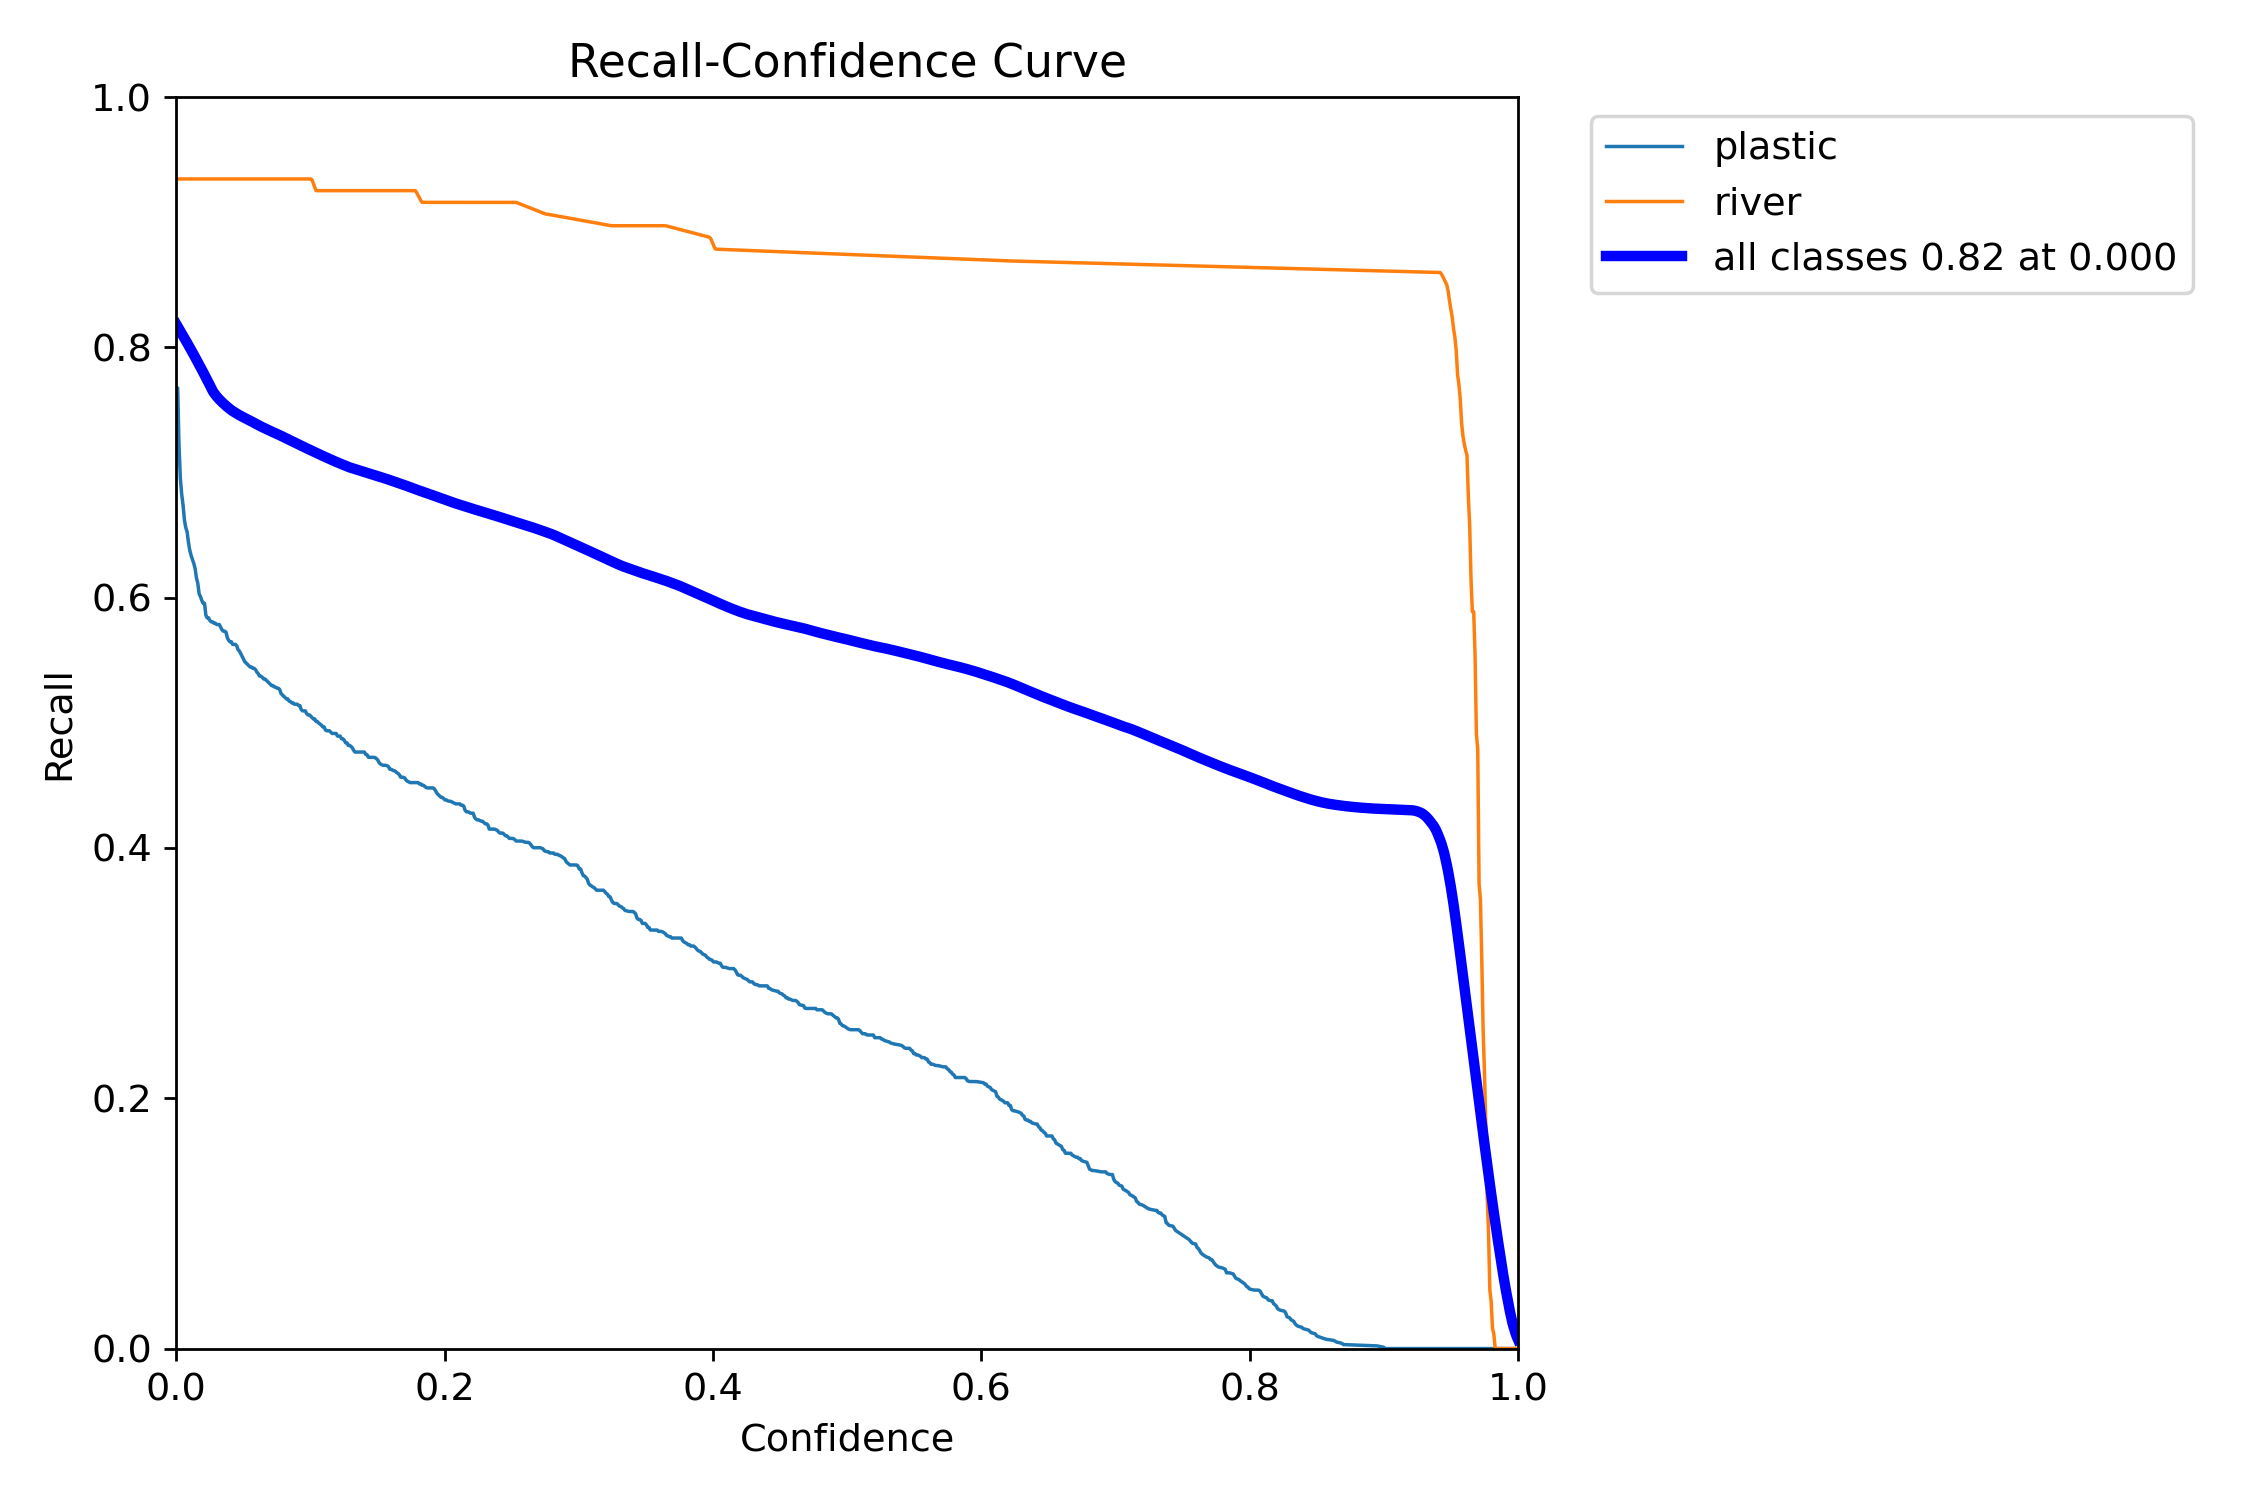 Recall-Confidence Curve
1.0
0.8
0.6
0.4
0.2
0.0
Recall
0.0 0.2 0.4 0.6 0.8 1.0
Confidence
plastic
river
all classes 0.82 at 0.000